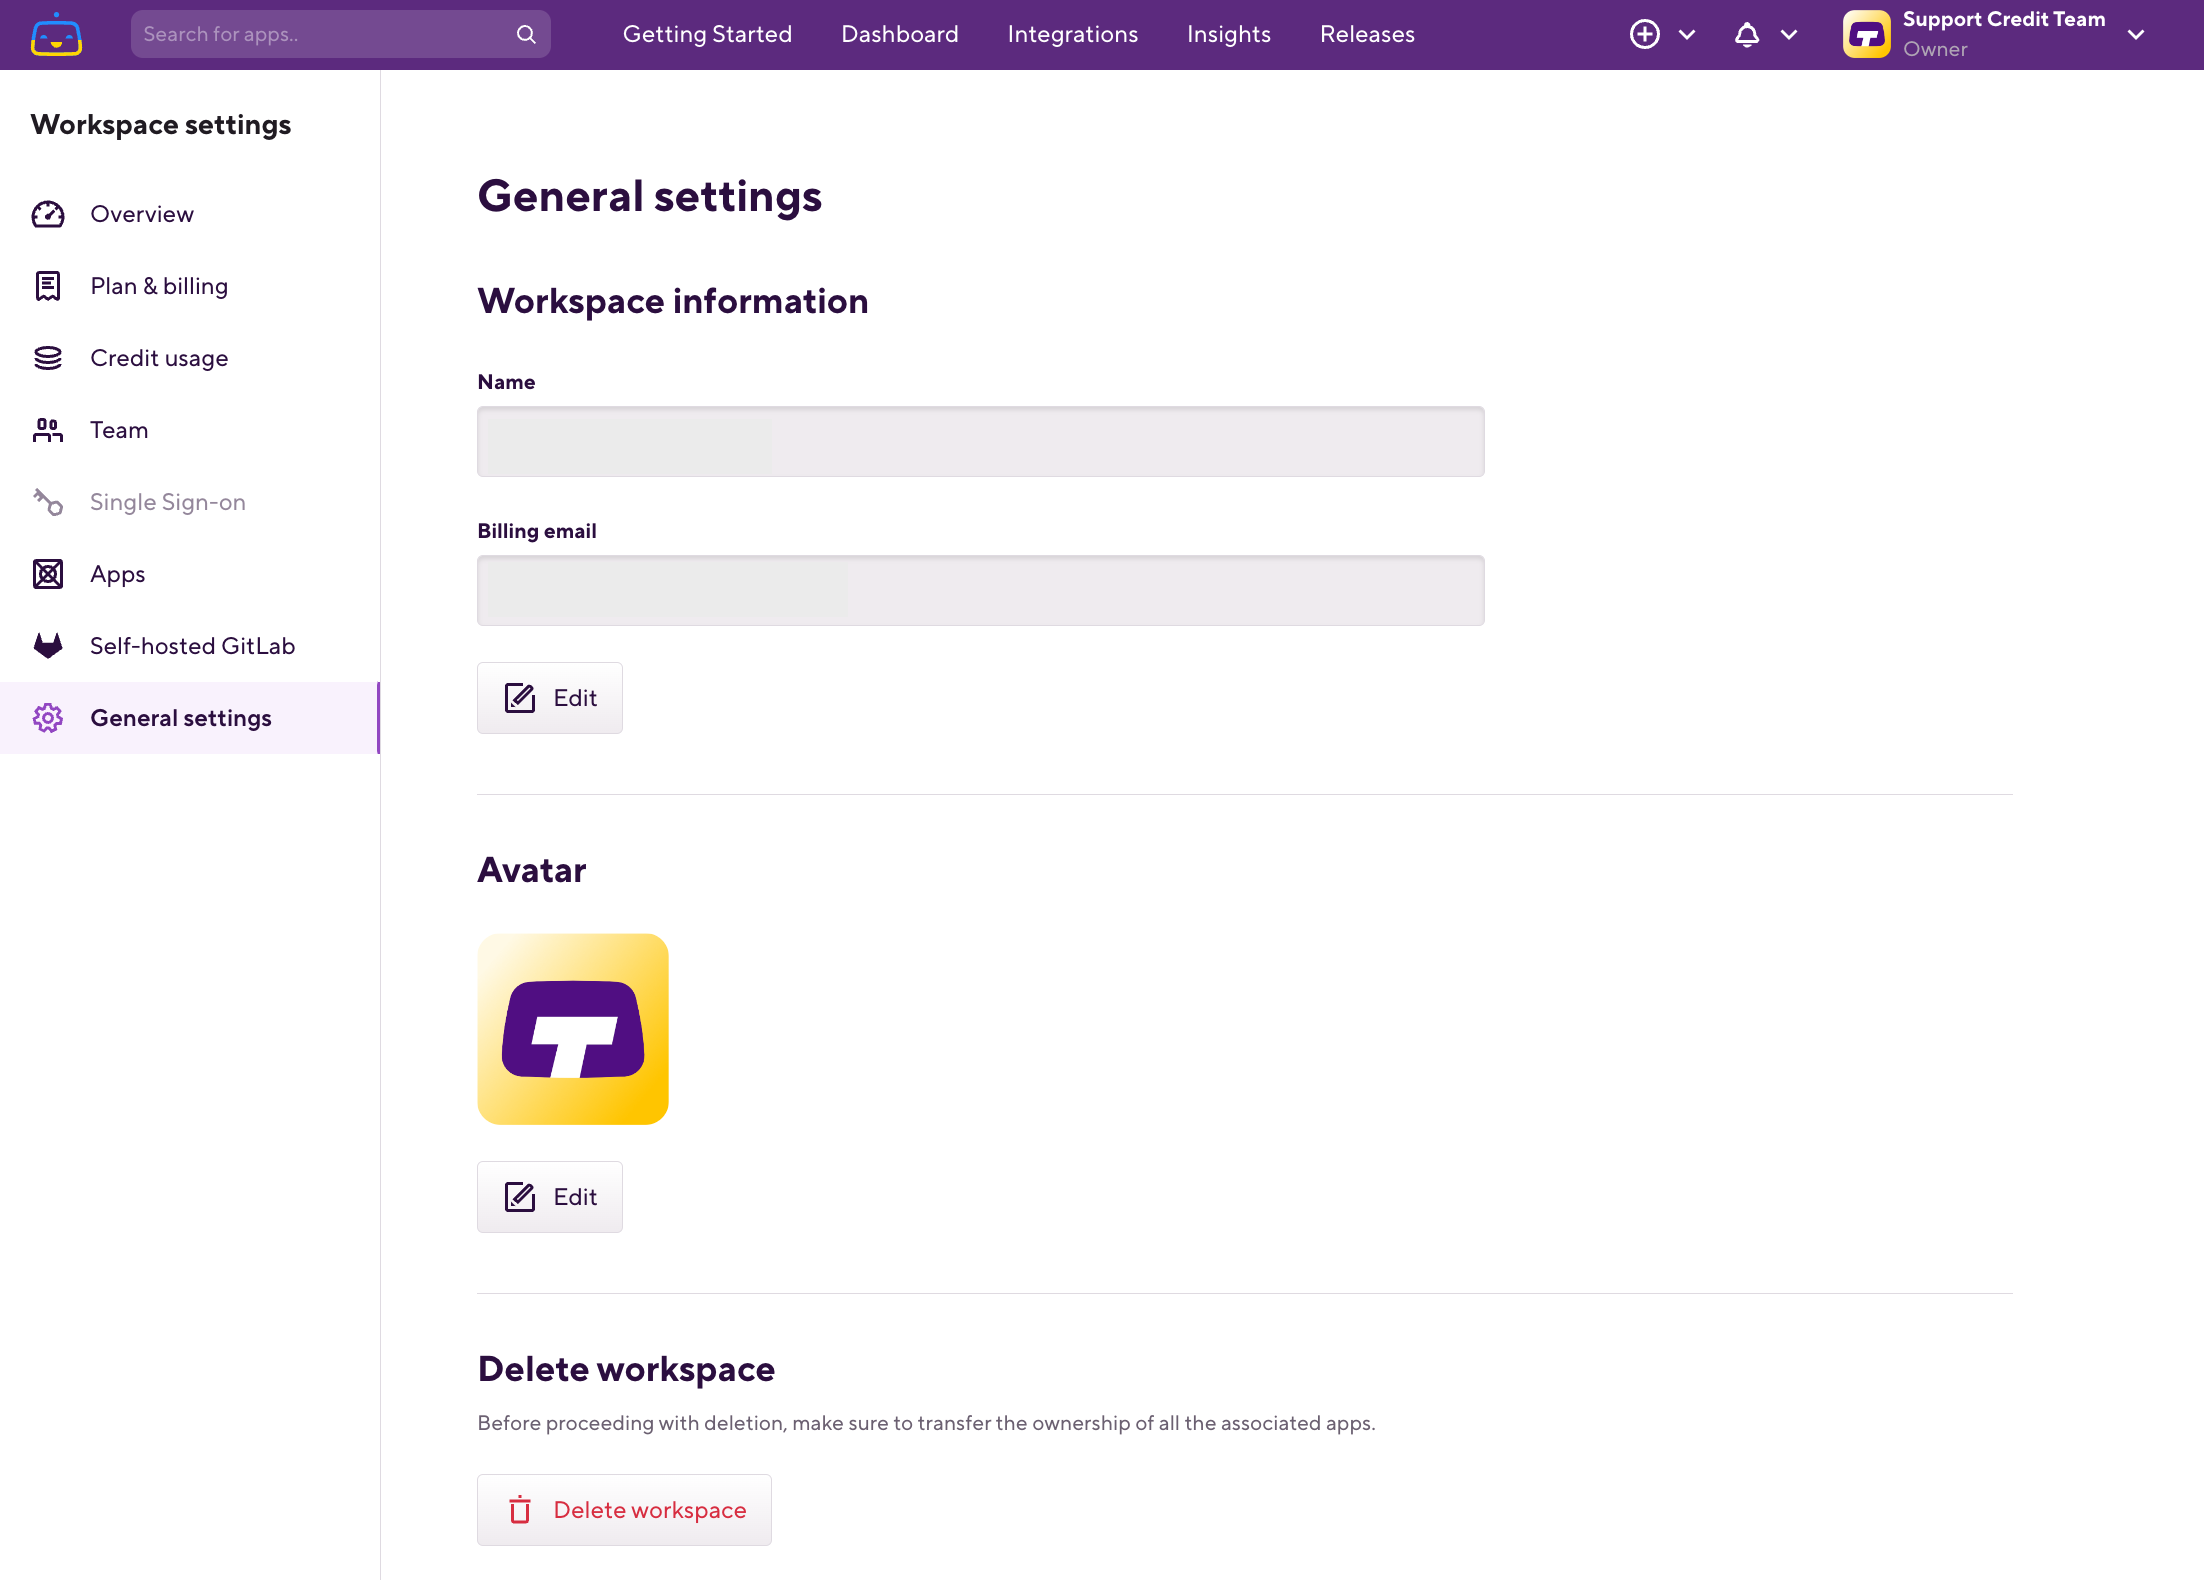 Search for apps..
Getting Started
Dashboard
Integrations
Insights
Releases
Support Credit Team
Owner
Workspace settings
Overview
Plan & billing
Credit usage
Team
Single Sign-on
Apps
Self-hosted GitLab
General settings
General settings
Workspace information
Name
Billing email
Edit
Avatar
T
Edit
Delete workspace
Before proceeding with deletion, make sure to transfer the ownership of all the associated apps.
Delete workspace